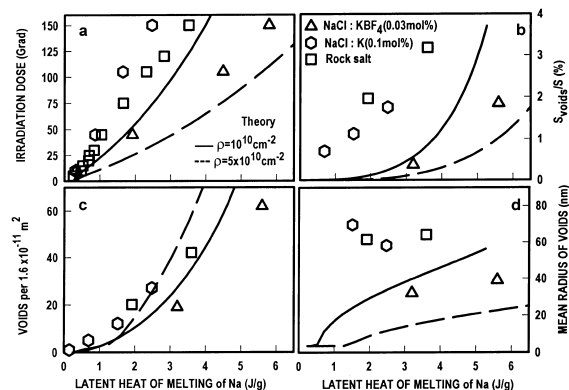 a
IRRADIATION DOSE (Grad)
150
125
100
75
50
25
0
Theory
ρ=10¹⁰cm⁻²
ρ=5x10¹⁰cm⁻²
b
NaCl : KBF₄(0.03mol%)
NaCl : K(0.1mol%)
Rock salt
4
3
2
1
0
Svoids/S (%)
c
VOIDS per 1.6 x10⁻¹¹ m²
60
40
20
0
0 1 2 3 4 5 6
LATENT HEAT OF MELTING of Na (J/g)
d
80
60
40
20
0
MEAN RADIUS OF VOIDS (nm)
0 1 2 3 4 5 6
LATENT HEAT OF MELTING of Na (J/g)